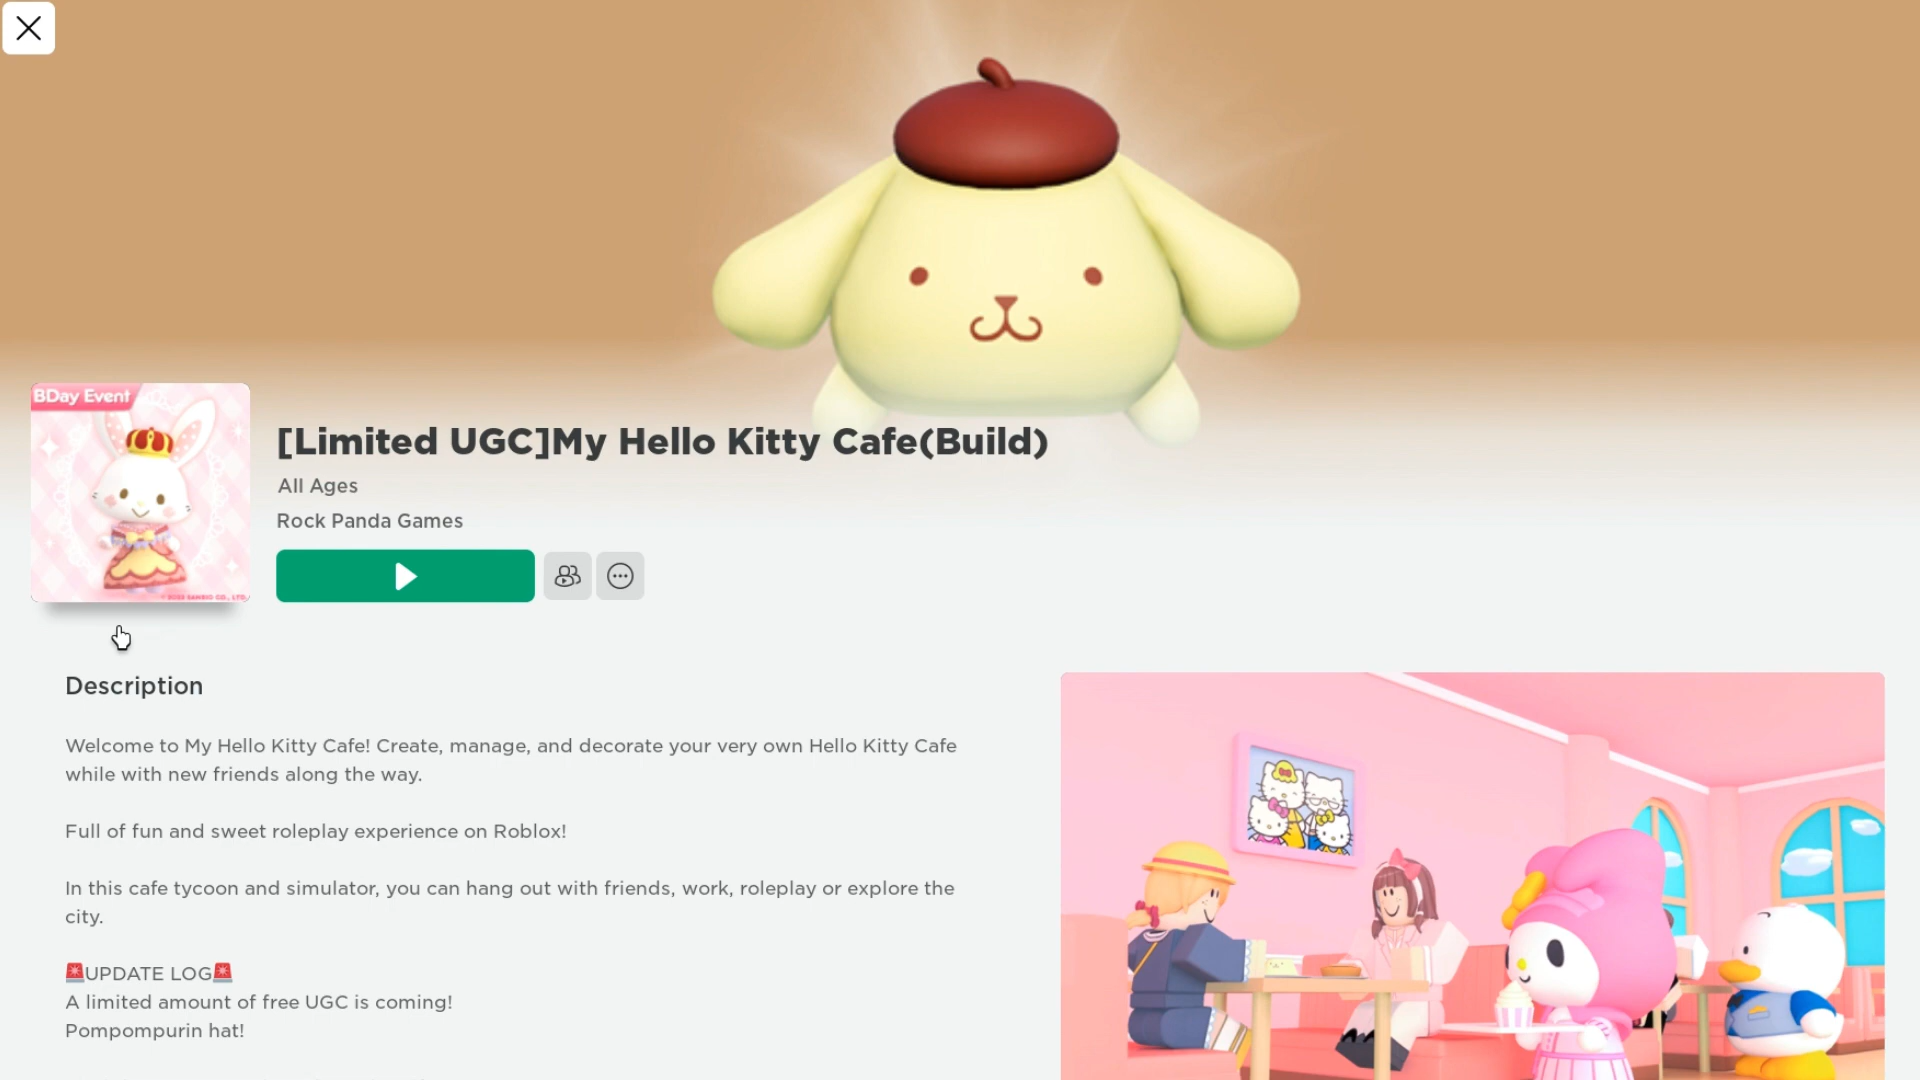 BDay Event
© 2023 SANRIO CO., LTD.
[Limited UGC]My Hello Kitty Cafe(Build)
All Ages
Rock Panda Games
Description
Welcome to My Hello Kitty Cafe! Create, manage, and decorate your very own Hello Kitty Cafe
while with new friends along the way.
Full of fun and sweet roleplay experience on Roblox!
In this cafe tycoon and simulator, you can hang out with friends, work, roleplay or explore the
city.
🚨UPDATE LOG🚨
A limited amount of free UGC is coming!
Pompompurin hat!